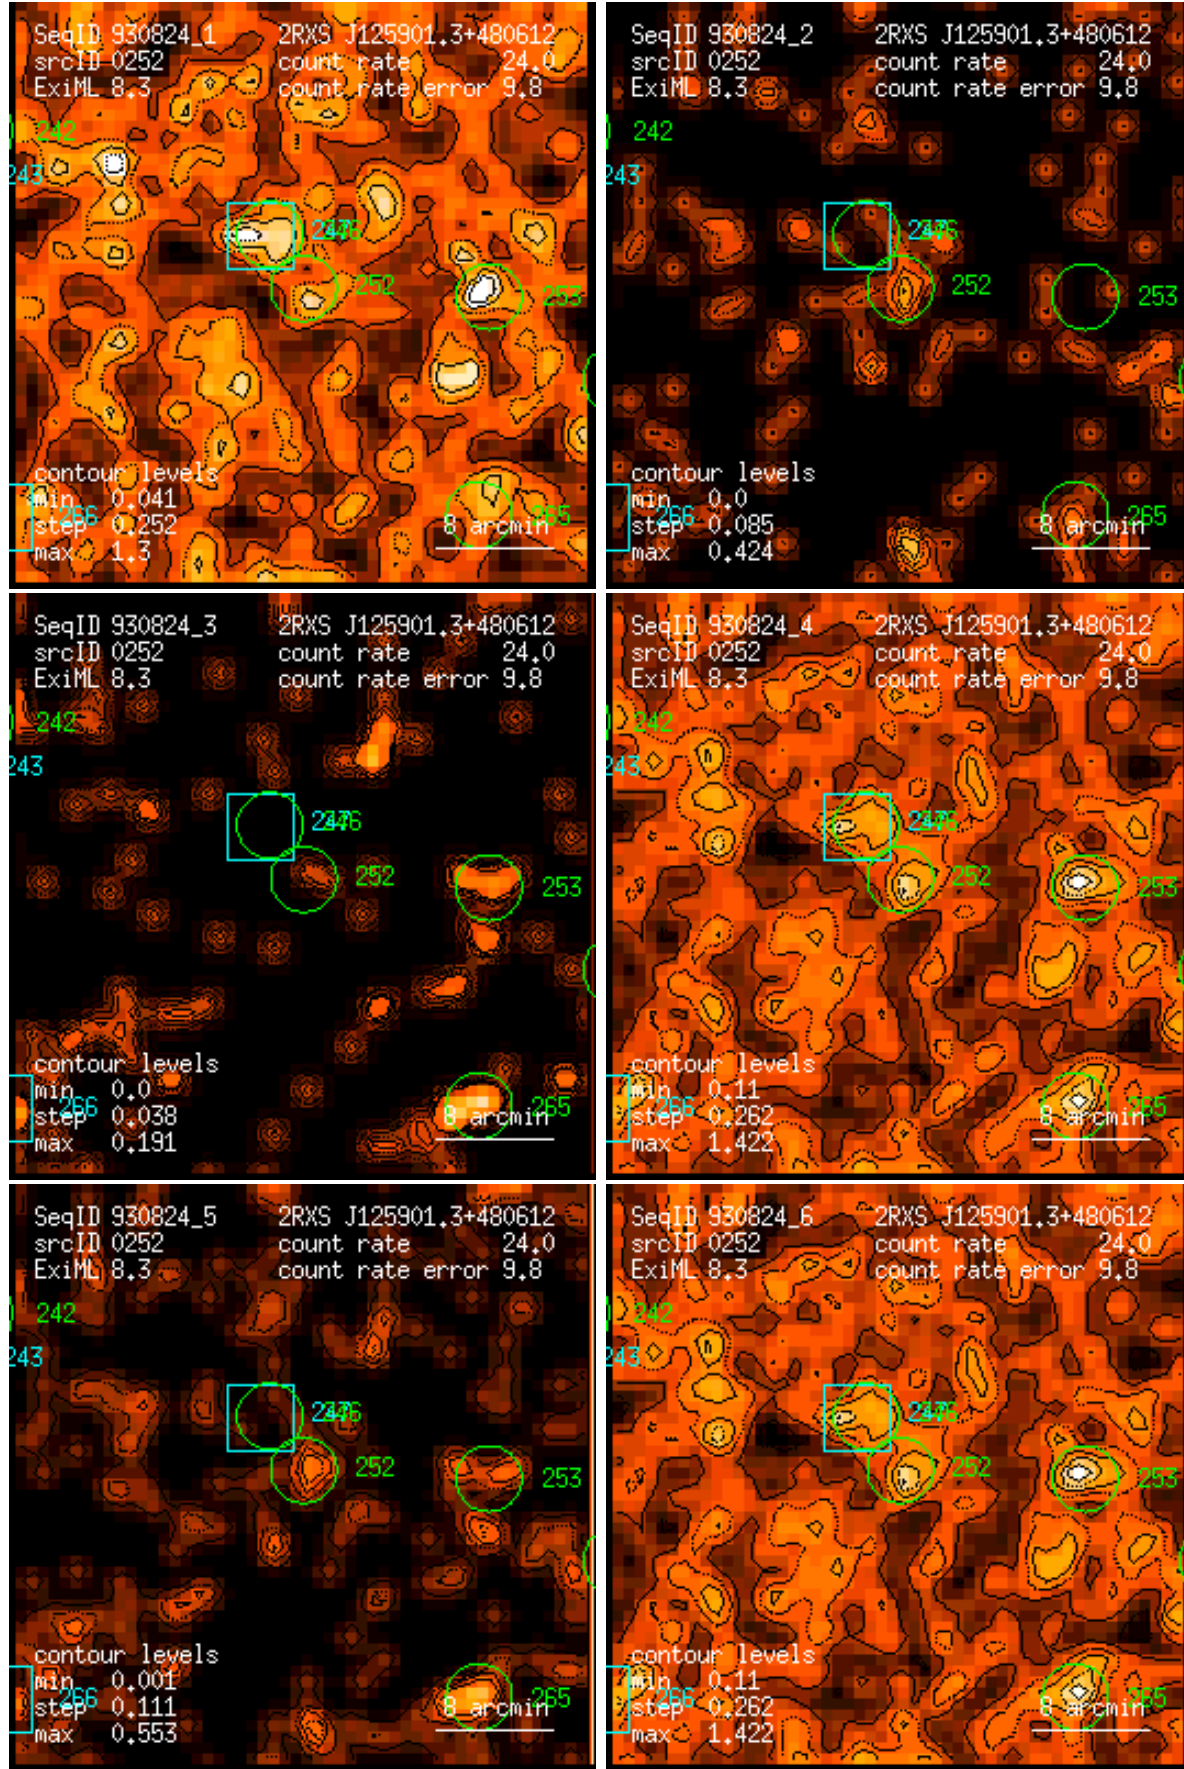 SeqID 930824_1 2RXS J125901.3+480612
srcID 0252 count rate 24.0
ExiML 8.3 count rate error 9.8
242
243
252
253
contour levels
min 0.041
266
step 0.252
265
8 arcmin
max 1.3
SeqID 930824_2 2RXS J125901.3+480612
srcID 0252 count rate 24.0
ExiML 8.3 count rate error 9.8
242
243
252
253
contour levels
min 0.0
266
step 0.085
265
8 arcmin
max 0.424
SeqID 930824_3 2RXS J125901.3+480612
srcID 0252 count rate 24.0
ExiML 8.3 count rate error 9.8
242
243
252
253
contour levels
min 0.0
266
step 0.038
265
8 arcmin
max 0.191
SeqID 930824_4 2RXS J125901.3+480612
srcID 0252 count rate 24.0
ExiML 8.3 count rate error 9.8
242
243
252
253
contour levels
min 0.11
266
step 0.262
265
8 arcmin
max 1.422
SeqID 930824_5 2RXS J125901.3+480612
srcID 0252 count rate 24.0
ExiML 8.3 count rate error 9.8
242
243
252
253
contour levels
min 0.001
266
step 0.111
265
8 arcmin
max 0.553
SeqID 930824_6 2RXS J125901.3+480612
srcID 0252 count rate 24.0
ExiML 8.3 count rate error 9.8
242
243
252
253
contour levels
min 0.11
266
step 0.262
265
8 arcmin
max 1.422